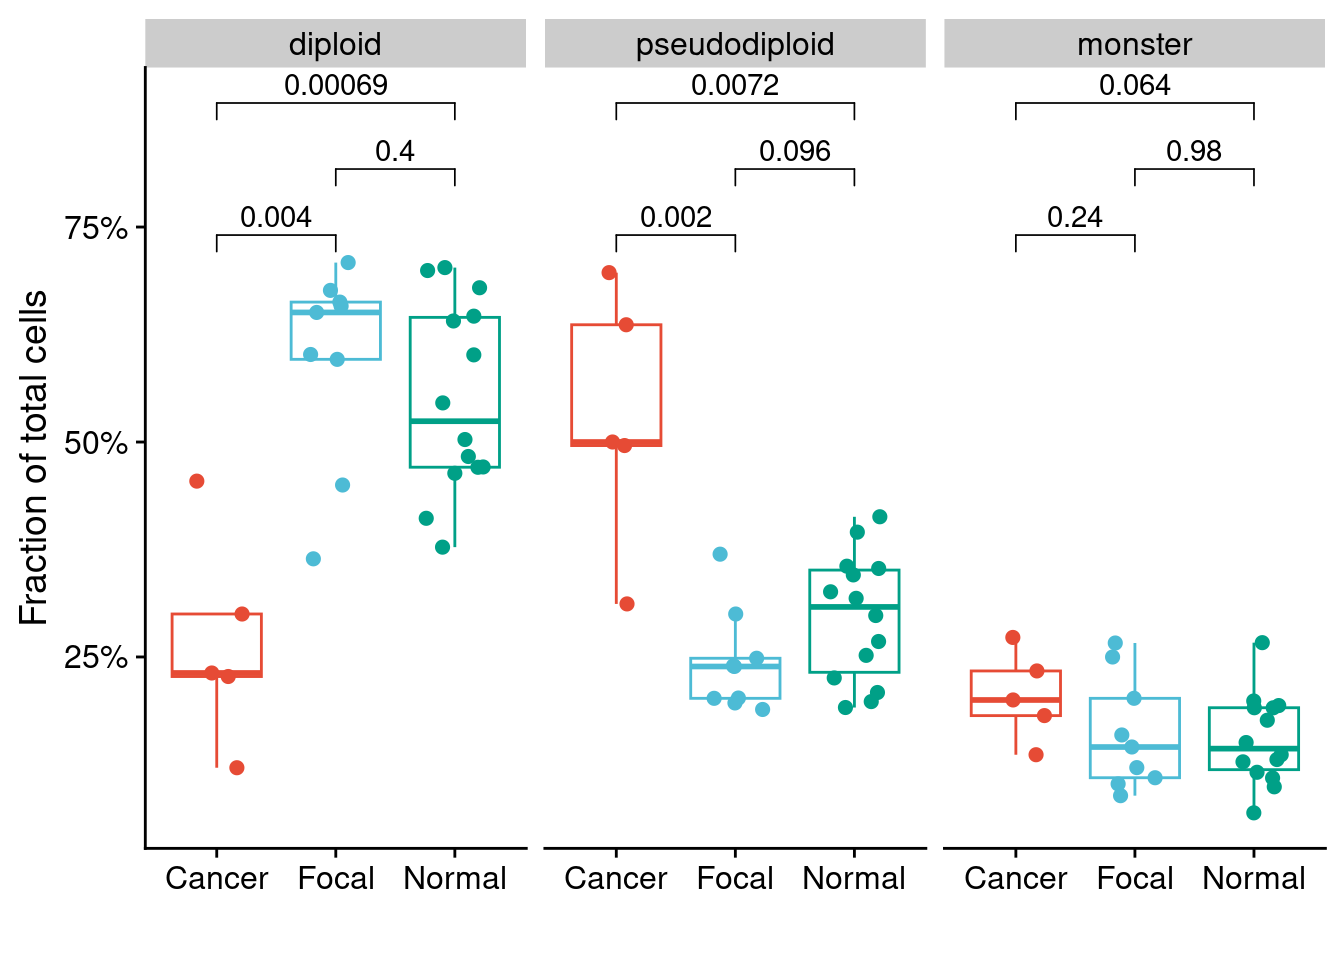 diploid pseudodiploid monster
0.00069 0.0072 0.064
0.4 0.096 0.98
0.004 0.002 0.24
75%
50%
25%
Fraction of total cells
Cancer Focal Normal Cancer Focal Normal Cancer Focal Normal